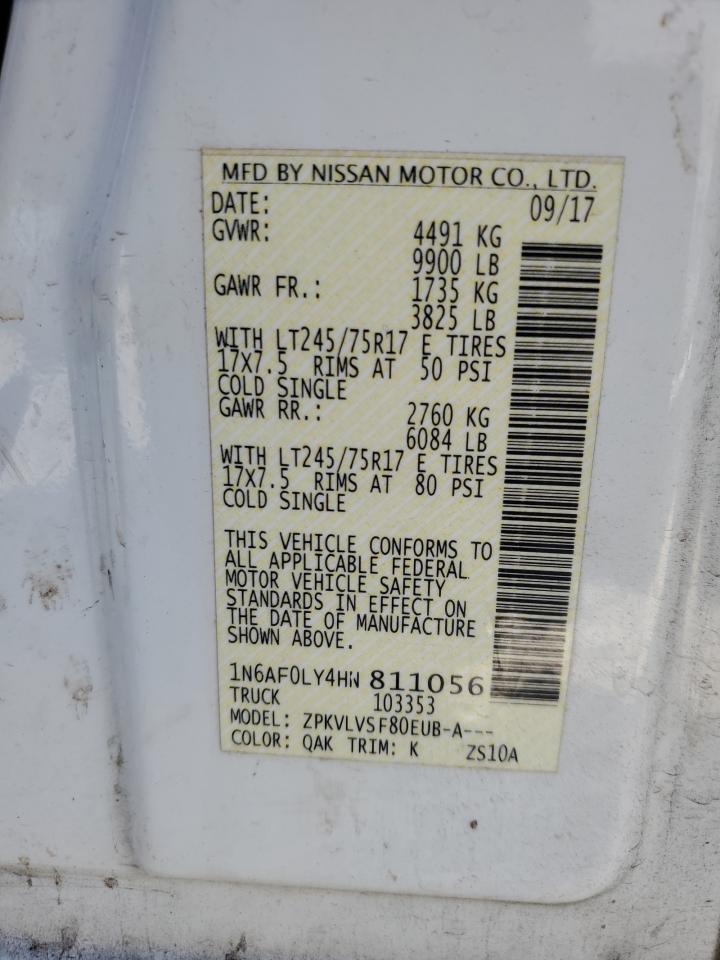 MFD BY NISSAN MOTOR CO., LTD.
DATE: 09/17
GVWR: 4491 KG
9900 LB
GAWR FR.: 1735 KG
3825 LB
WITH LT245/75R17 E TIRES
17X7.5 RIMS AT 50 PSI
COLD SINGLE
GAWR RR.: 2760 KG
6084 LB
WITH LT245/75R17 E TIRES
17X7.5 RIMS AT 80 PSI
COLD SINGLE
THIS VEHICLE CONFORMS TO
ALL APPLICABLE FEDERAL
MOTOR VEHICLE SAFETY
STANDARDS IN EFFECT ON
THE DATE OF MANUFACTURE
SHOWN ABOVE.
1N6AF0LY4HN 811056
TRUCK 103353
MODEL: ZPKVLVSF80EUB-A---
COLOR: QAK TRIM: K ZS10A